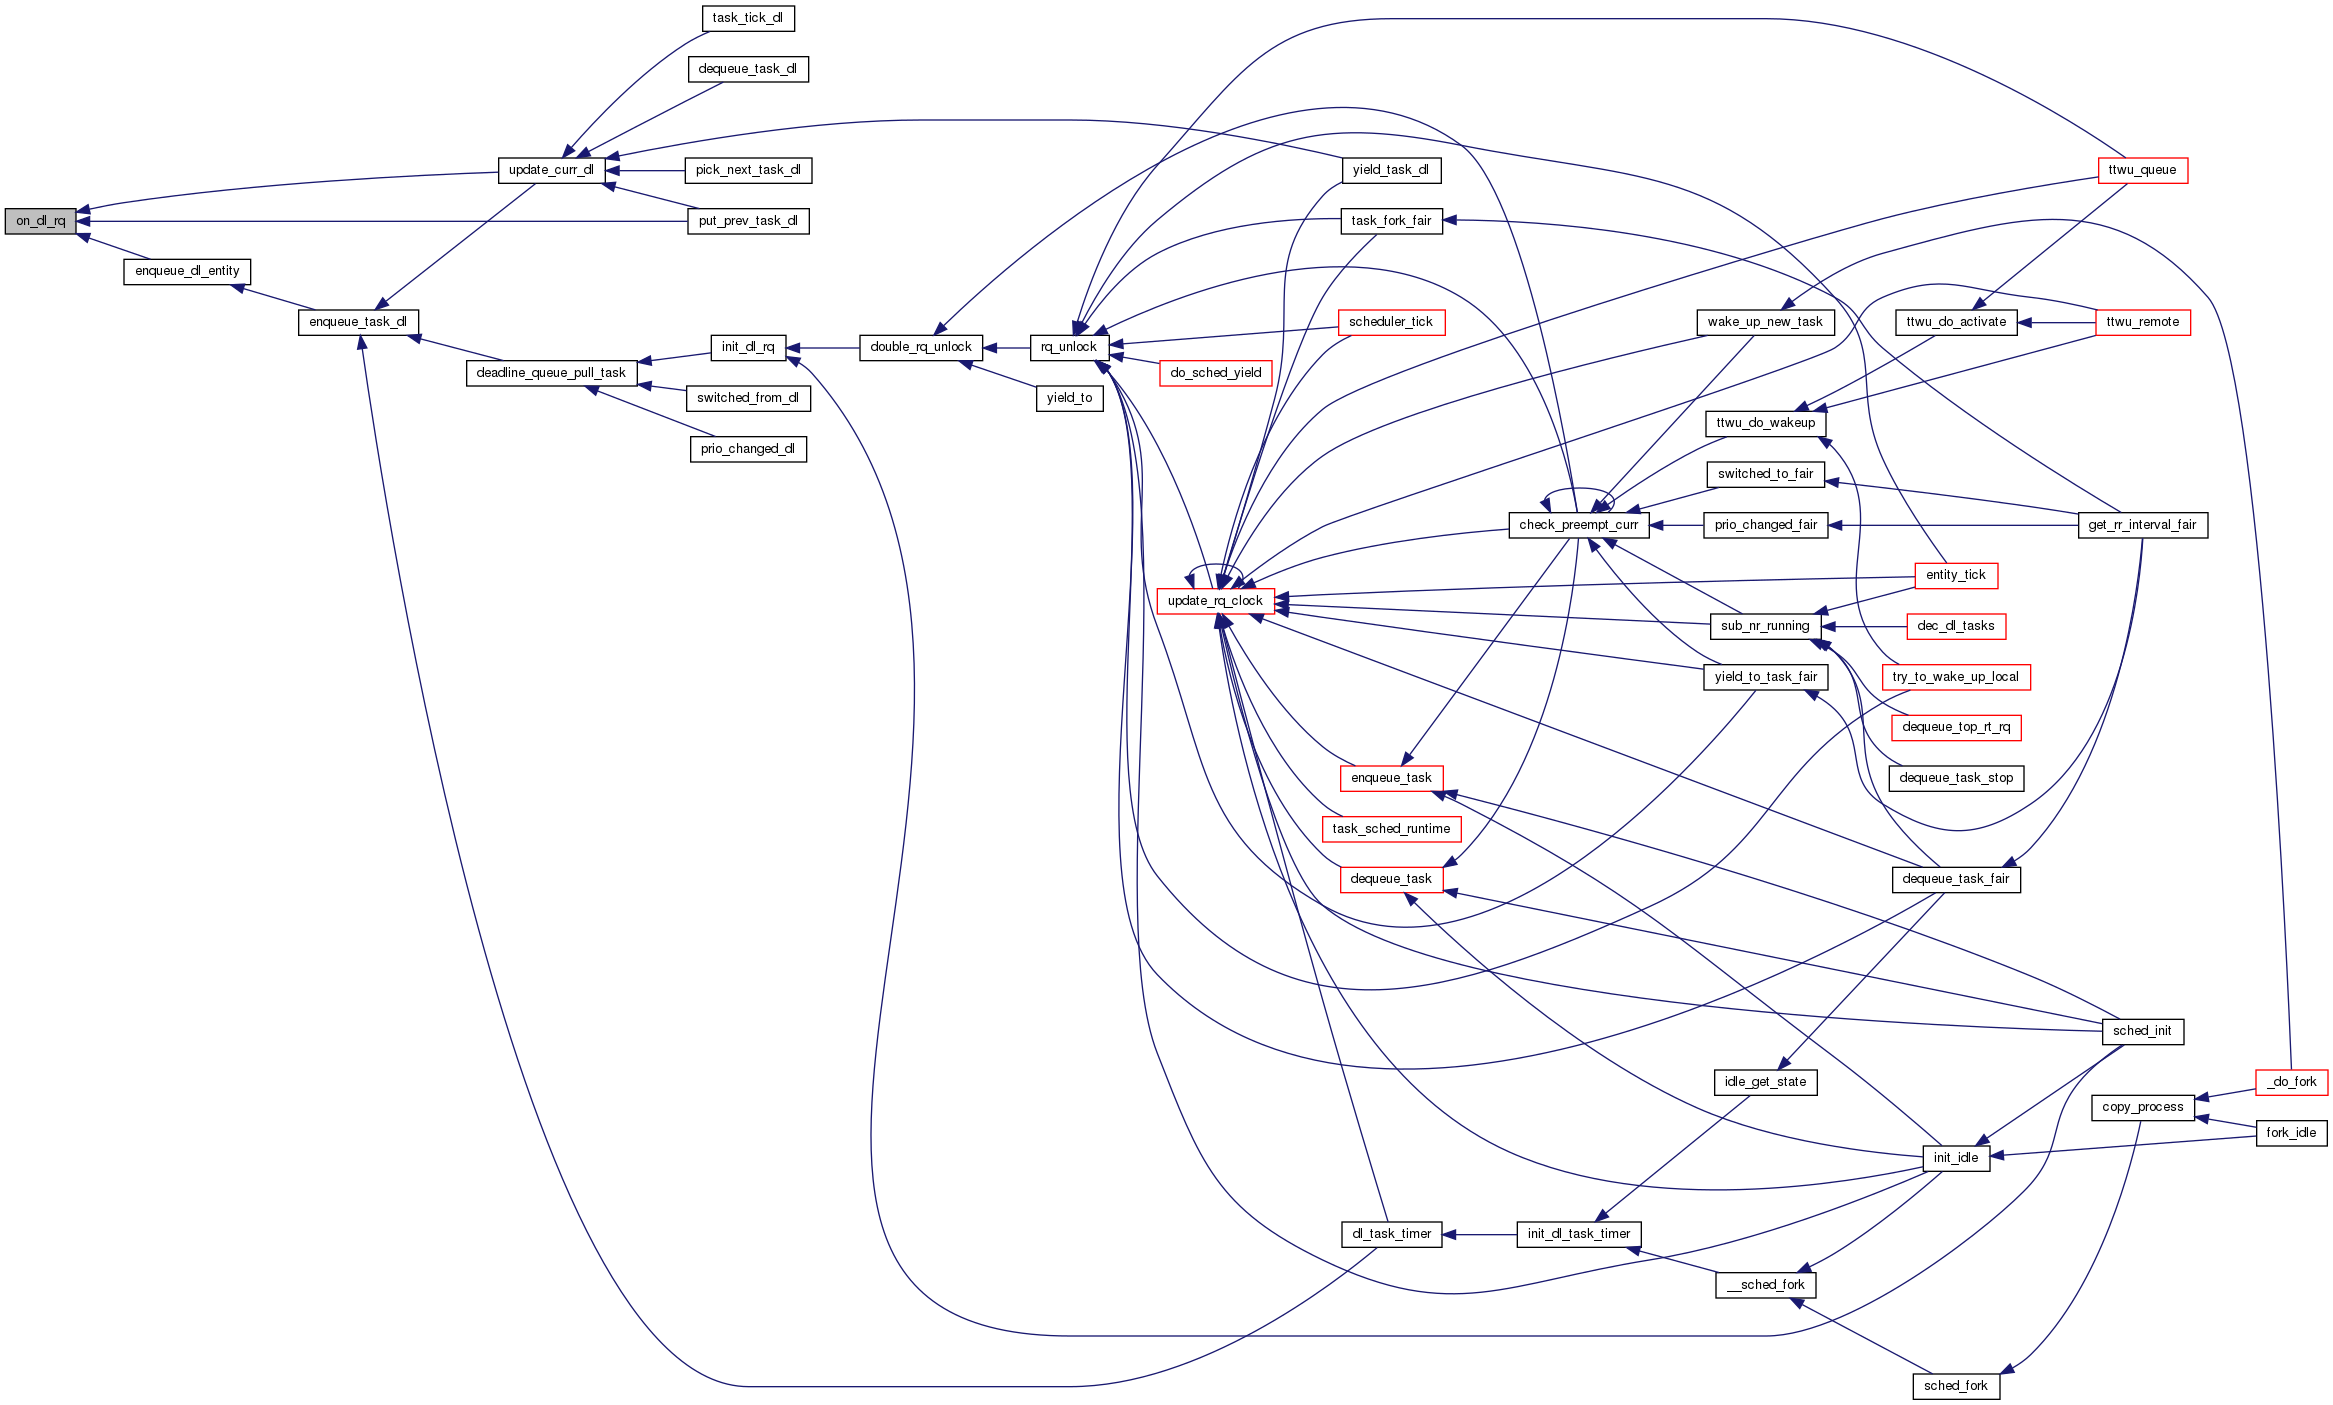 on_dl_rq
update_curr_dl
task_tick_dl
dequeue_task_dl
yield_task_dl
pick_next_task_dl
put_prev_task_dl
enqueue_dl_entity
enqueue_task_dl
deadline_queue_pull_task
init_dl_rq
switched_from_dl
prio_changed_dl
double_rq_unlock
rq_unlock
yield_to
task_fork_fair
scheduler_tick
do_sched_yield
update_rq_clock
check_preempt_curr
enqueue_task
task_sched_runtime
dequeue_task
dl_task_timer
init_dl_task_timer
wake_up_new_task
ttwu_do_wakeup
switched_to_fair
prio_changed_fair
sub_nr_running
yield_to_task_fair
idle_get_state
__sched_fork
ttwu_do_activate
entity_tick
dec_dl_tasks
try_to_wake_up_local
dequeue_top_rt_rq
dequeue_task_stop
dequeue_task_fair
init_idle
sched_fork
ttwu_queue
ttwu_remote
get_rr_interval_fair
sched_init
copy_process
_do_fork
fork_idle